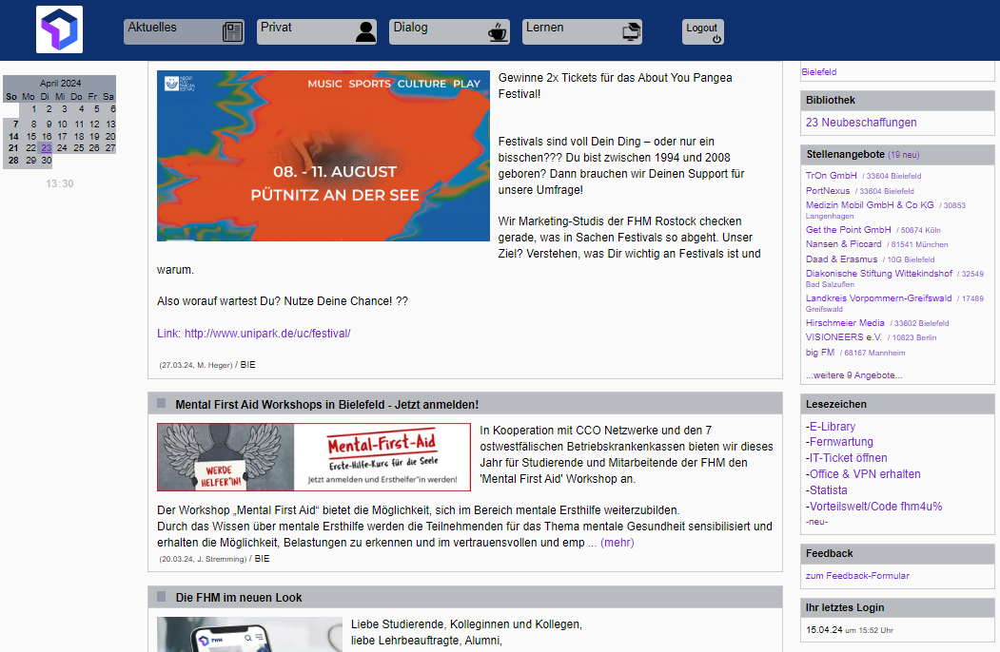 Aktuelles
Privat
Dialog
Lernen
Logout
April 2024
So Mo Di Mi Do Fr Sa
1 2 3 4 5 6
7 8 9 10 11 12 13
14 15 16 17 18 19 20
21 22 23 24 25 26 27
28 29 30
13:30
MUSIC SPORTS CULTURE PLAY
08. - 11. AUGUST
PÜTNITZ AN DER SEE
Gewinne 2x Tickets für das About You Pangea
Festival!
Festivals sind voll Dein Ding – oder nur ein
bisschen??? Du bist zwischen 1994 und 2008
geboren? Dann brauchen wir Deinen Support für
unsere Umfrage!
Wir Marketing-Studis der FHM Rostock checken
gerade, was in Sachen Festivals so abgeht. Unser
Ziel? Verstehen, was Dir wichtig an Festivals ist und
warum.
Also worauf wartest Du? Nutze Deine Chance! ??
Link: http://www.unipark.de/uc/festival/
(27.03.24, M. Heger) / BIE
Mental First Aid Workshops in Bielefeld - Jetzt anmelden!
WERDE
HELFER*IN!
Mental-First-Aid
Erste-Hilfe-Kurs für die Seele
Jetzt anmelden und Ersthelfer*in werden!
In Kooperation mit CCO Netzwerke und den 7
ostwestfälischen Betriebskrankenkassen bieten wir dieses
Jahr für Studierende und Mitarbeitende der FHM den
'Mental First Aid' Workshop an.
Der Workshop „Mental First Aid“ bietet die Möglichkeit, sich im Bereich mentale Ersthilfe weiterzubilden.
Durch das Wissen über mentale Ersthilfe werden die Teilnehmenden für das Thema mentale Gesundheit sensibilisiert und
erhalten die Möglichkeit, Belastungen zu erkennen und im vertrauensvollen und emp ... (mehr)
(20.03.24, J. Stremming) / BIE
Die FHM im neuen Look
FHM
Liebe Studierende, Kolleginnen und Kollegen,
liebe Lehrbeauftragte, Alumni,
Bielefeld
Bibliothek
23 Neubeschaffungen
Stellenangebote (19 neu)
TrOn GmbH / 33604 Bielefeld
PortNexus / 33604 Bielefeld
Medizin Mobil GmbH & Co KG / 30853
Langenhagen
Get the Point GmbH / 50674 Köln
Nansen & Piccard / 81541 München
Daad & Erasmus / 10G Bielefeld
Diakonische Stiftung Wittekindshof / 32549
Bad Salzuflen
Landkreis Vorpommern-Greifswald / 17489
Greifswald
Hirschmeier Media / 33602 Bielefeld
VISIONEERS e.V. / 10823 Berlin
big FM / 68167 Mannheim
...weitere 9 Angebote...
Lesezeichen
-E-Library
-Fernwartung
-IT-Ticket öffnen
-Office & VPN erhalten
-Statista
-Vorteilswelt/Code fhm4u%
-neu-
Feedback
zum Feedback-Formular
Ihr letztes Login
15.04.24 um 15:52 Uhr